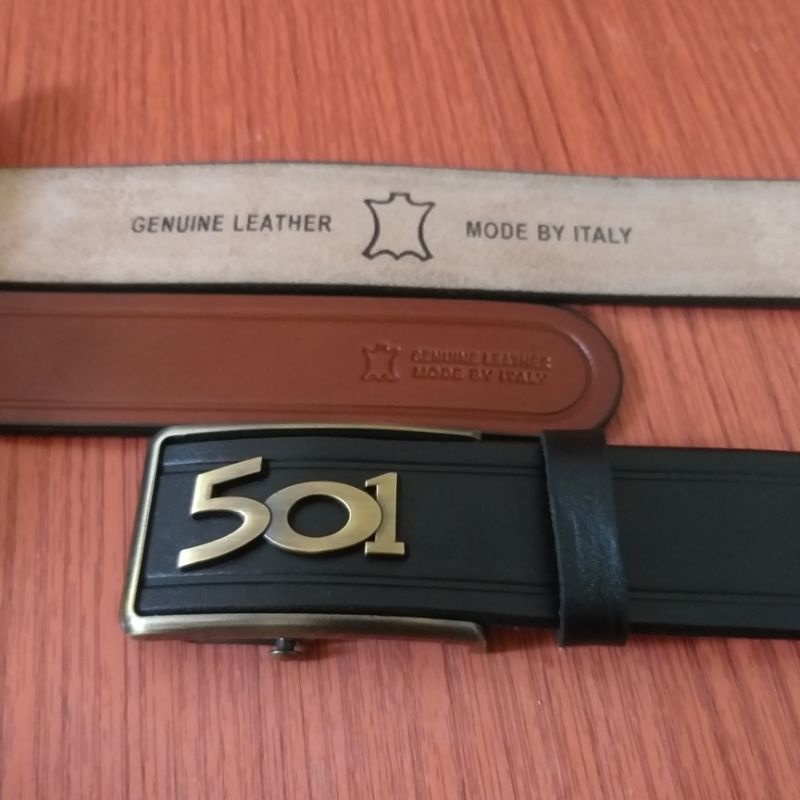 GENUINE LEATHER MODE BY ITALY
GENUINE LEATHER
MODE BY ITALY
501